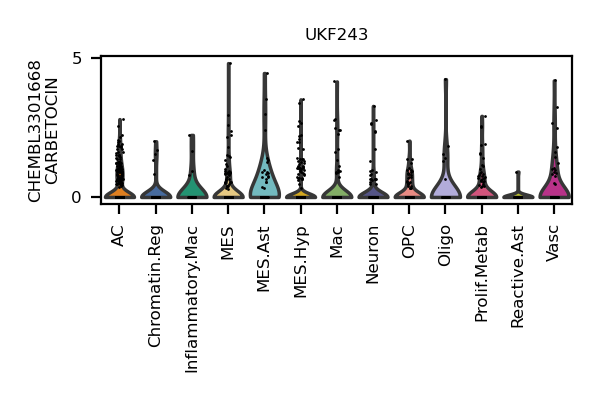 UKF243
CHEMBL3301668
CARBETOCIN
5
0
AC
Chromatin.Reg
Inflammatory.Mac
MES
MES.Ast
MES.Hyp
Mac
Neuron
OPC
Oligo
Prolif.Metab
Reactive.Ast
Vasc